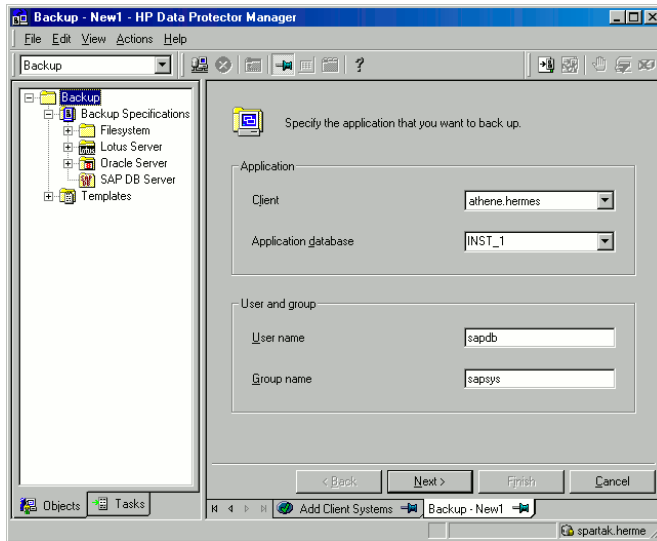 Backup - New1 - HP Data Protector Manager
File Edit View Actions Help
Backup
?
Backup
Backup Specifications
Filesystem
Lotus Server
Oracle Server
SAP DB Server
Templates
Specify the application that you want to back up.
Application
Client
athene.hermes
Application database
INST_1
User and group
User name
sapdb
Group name
sapsys
< Back
Next >
Finish
Cancel
Objects
Tasks
Add Client Systems
Backup - New1
spartak.herme